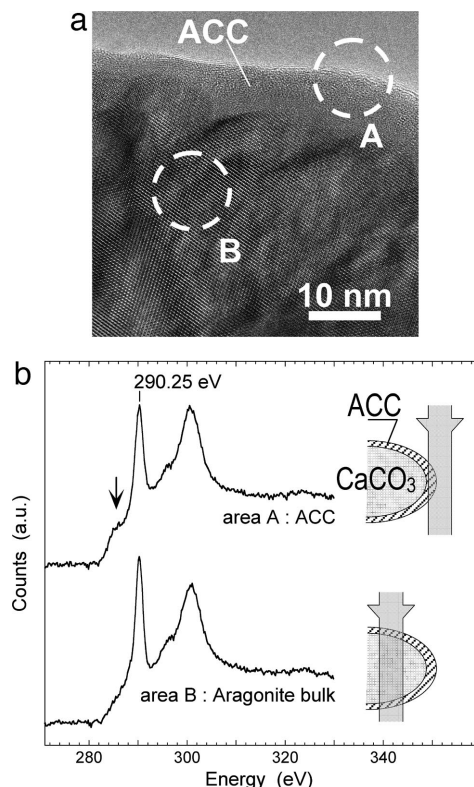 a
ACC
A
B
10 nm
b
290.25 eV
ACC
CaCO₃
area A : ACC
area B : Aragonite bulk
Counts (a.u.)
280 300 320 340
Energy (eV)